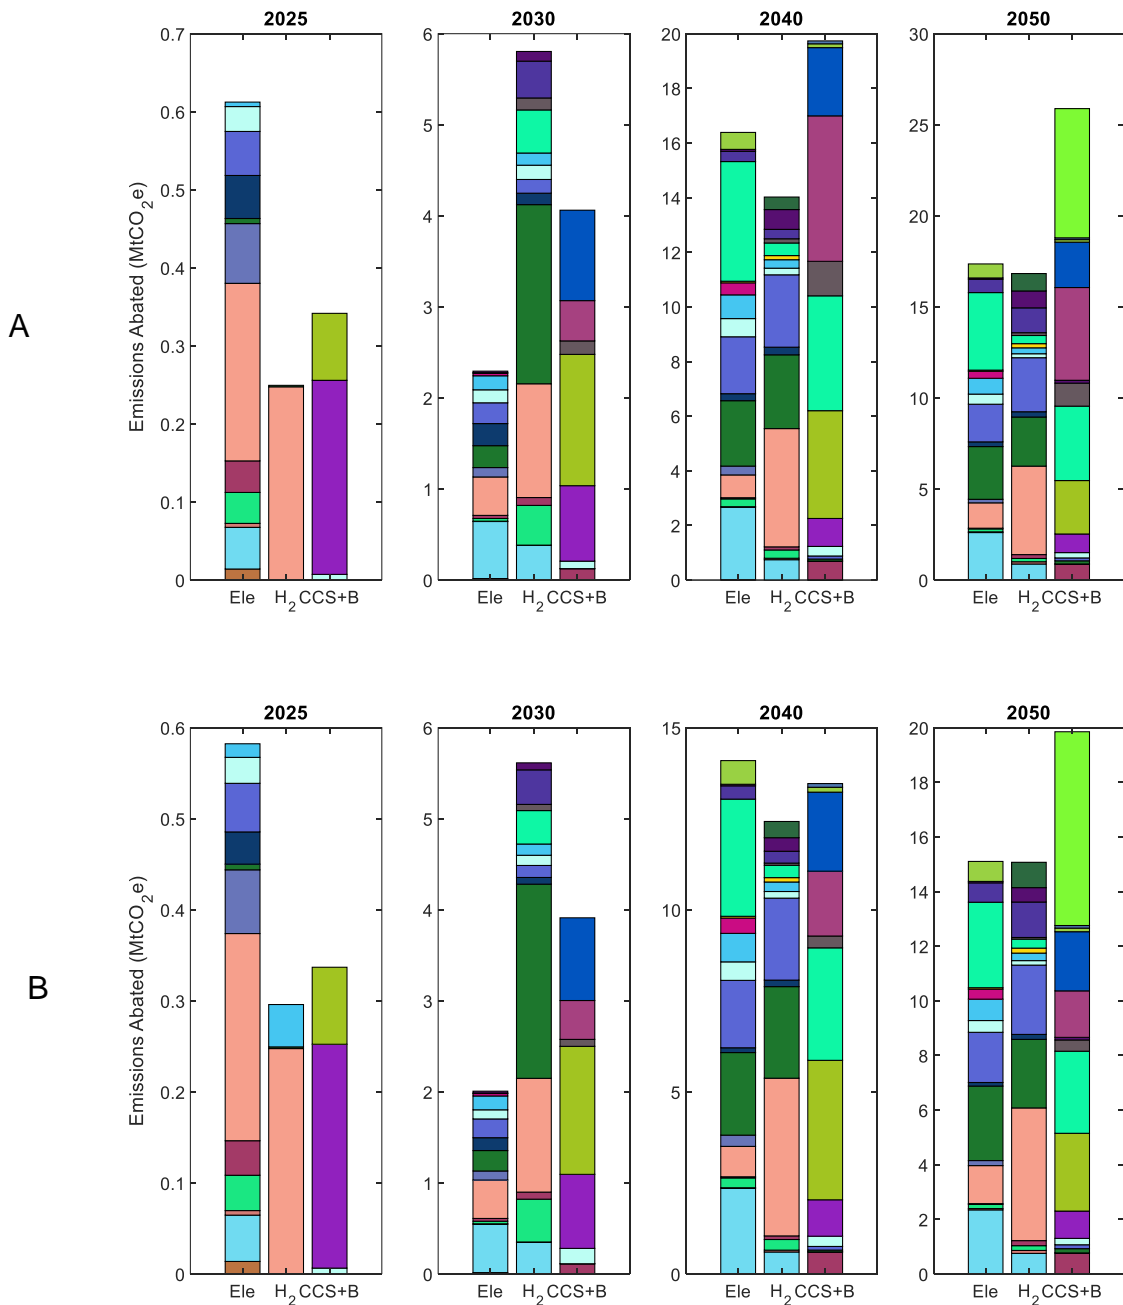 2025 2030 2040 2050
0.7 6 20 30
0.6 5 18 25
0.5 4 16 20
0.4 3 14 15
0.3 2 12 10
0.2 1 10 5
0.1 0 8 0
0 6
4
2
0
Emissions Abated (MtCO2e)
A
Ele H2 CCS+B Ele H2 CCS+B Ele H2 CCS+B Ele H2 CCS+B
2025 2030 2040 2050
0.6 6 15 20
0.5 5 10 18
0.4 4 5 16
0.3 3 0 14
0.2 2 12
0.1 1 10
0 0 8
6
4
2
0
Emissions Abated (MtCO2e)
B
Ele H2 CCS+B Ele H2 CCS+B Ele H2 CCS+B Ele H2 CCS+B